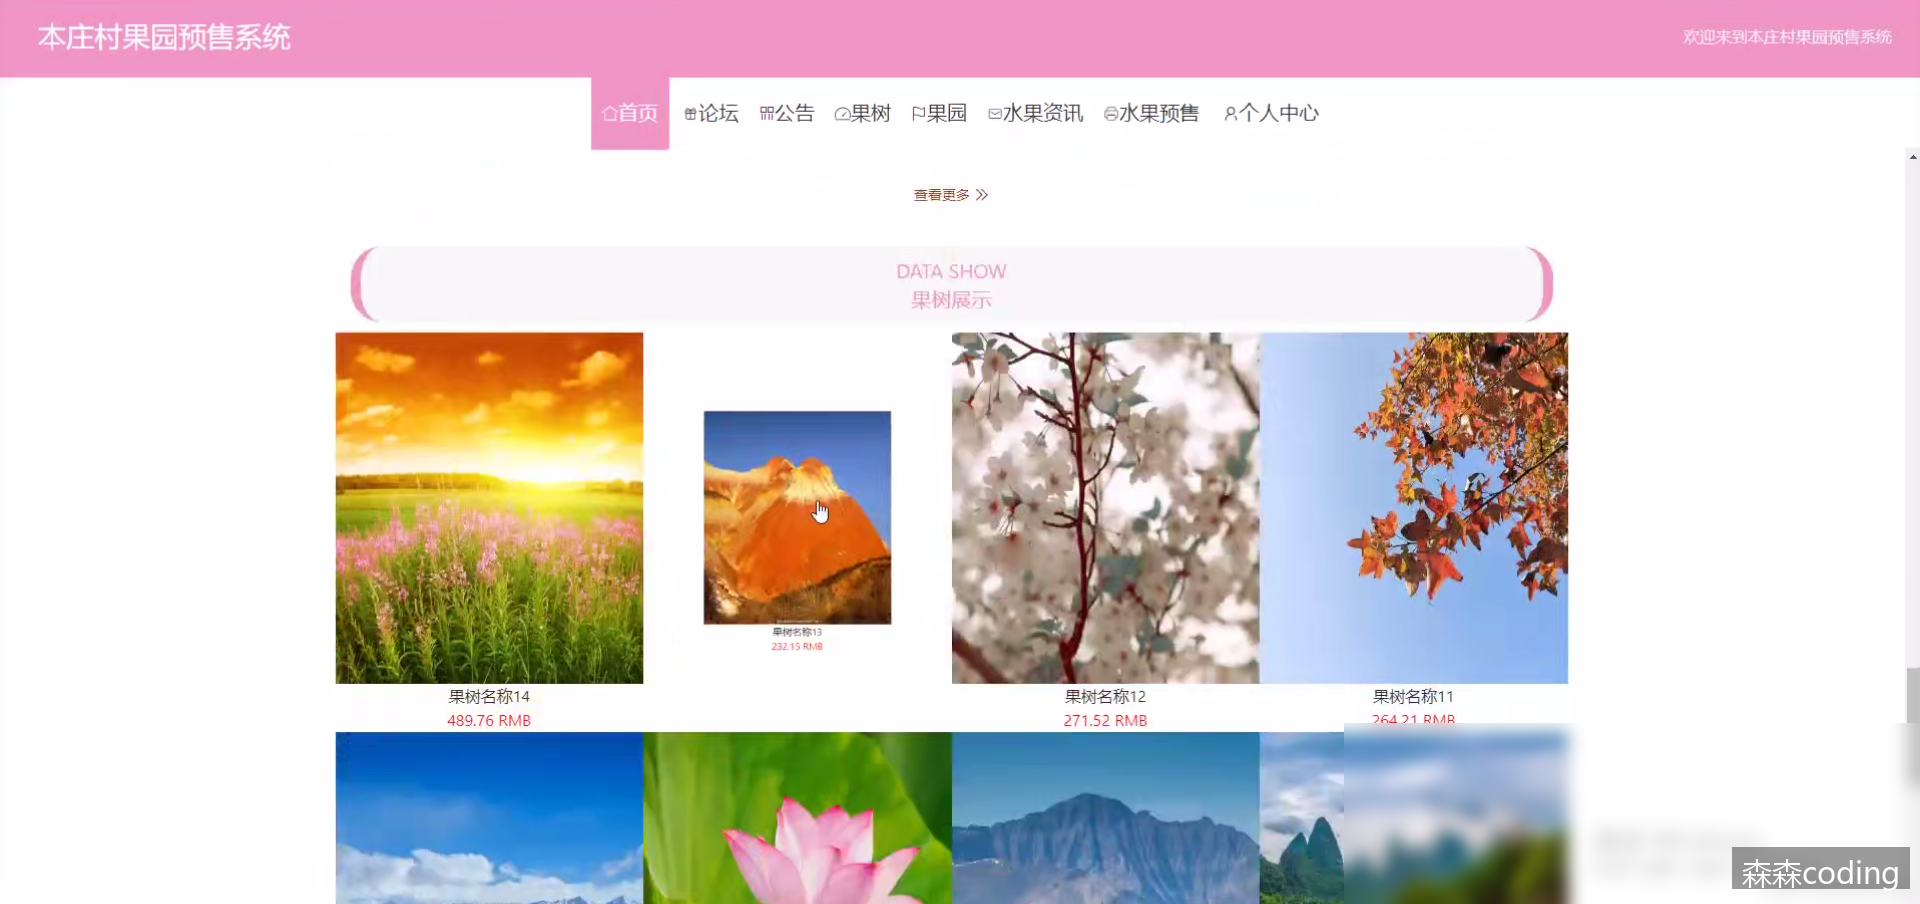 本庄村果园预售系统
欢迎来到本庄村果园预售系统
首页 论坛 公告 果树 果园 水果资讯 水果预售 个人中心
查看更多
DATA SHOW
果树展示
果树名称13
232.15 RMB
果树名称14
489.76 RMB
果树名称12
271.52 RMB
果树名称11
264.21 RMB
森森coding